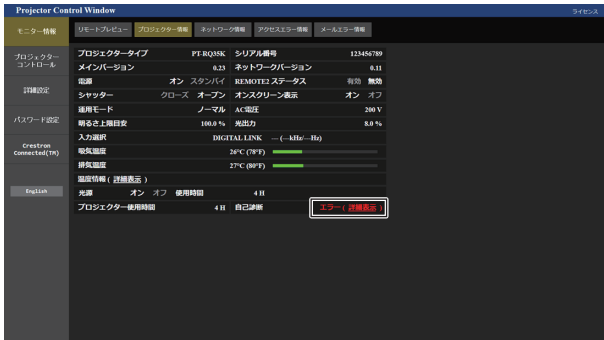 Projector Control Window
ライセンス
モニター情報
リモートプレビュー プロジェクター情報 ネットワーク情報 アクセスエラー情報 メールエラー情報
プロジェクター
コントロール
詳細設定
パスワード設定
Crestron
Connected(TM)
English
プロジェクタータイプ PT-RQ35K シリアル番号 123456789
メインバージョン 0.23 ネットワークバージョン 0.11
電源 オン スタンバイ REMOTE2 ステータス 有効 無効
シャッター クローズ オープン オンスクリーン表示 オン オフ
運用モード ノーマル AC電圧 200 V
明るさ上限目安 100.0 % 光出力 8.0 %
入力選択 DIGITAL LINK ---(---kHz/---Hz)
吸気温度 26°C (78°F)
排気温度 27°C (80°F)
温度情報 ( 詳細表示 )
光源 オン オフ 使用時間 4 H
プロジェクター使用時間 4 H 自己診断 エラー ( 詳細表示 )